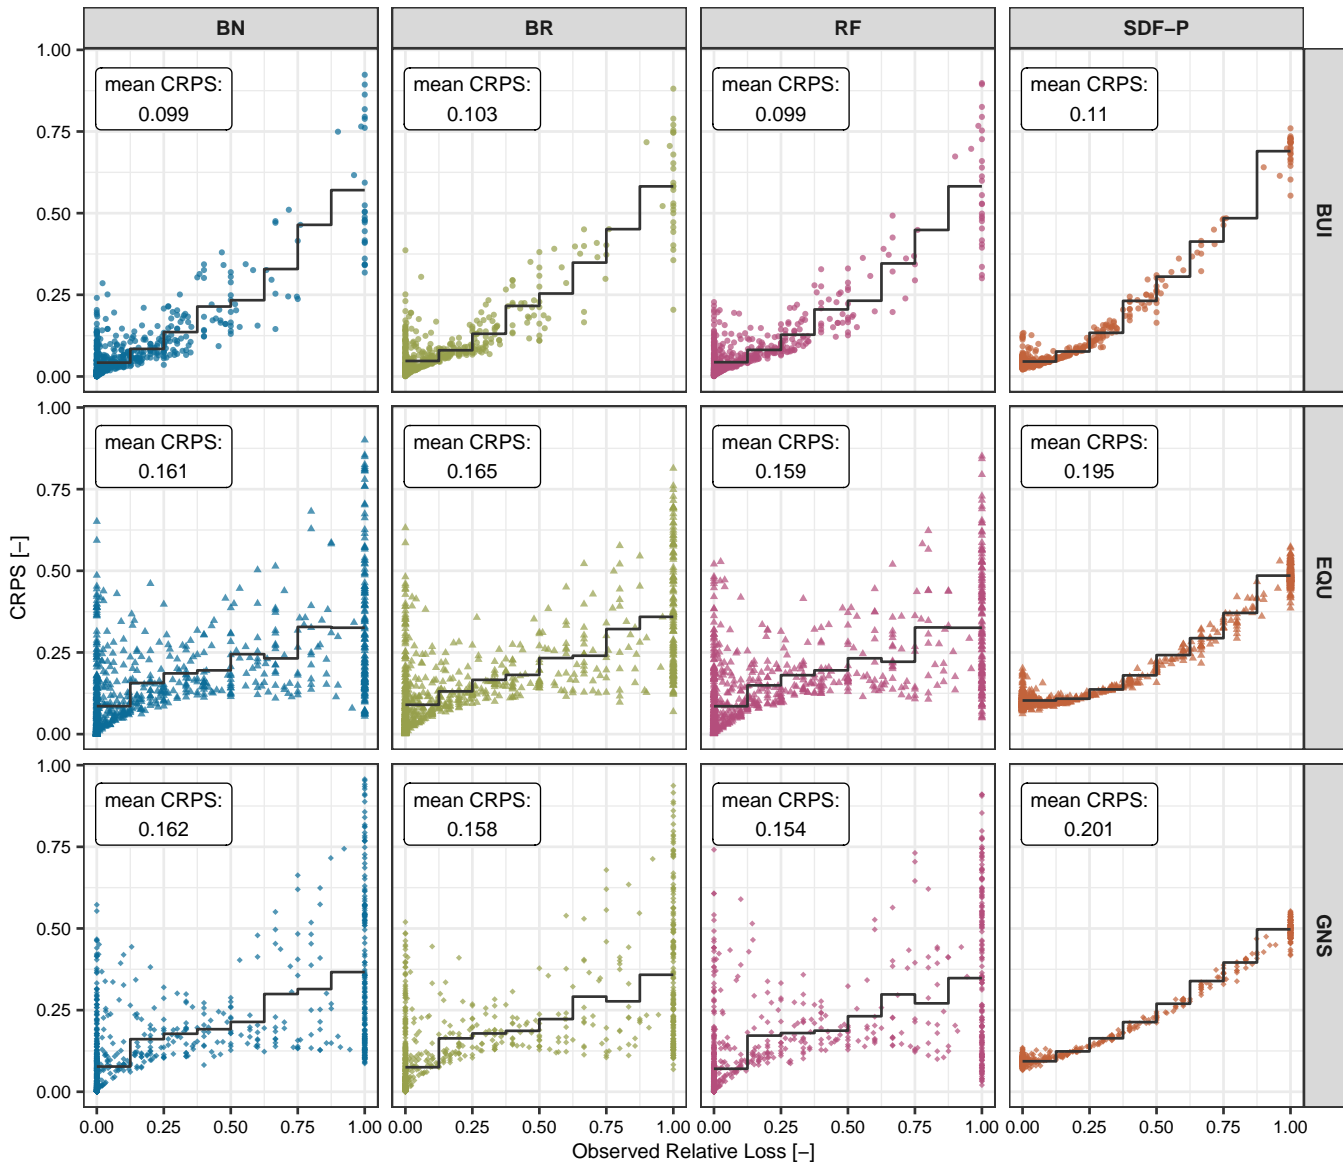 BN BR RF SDF−P
1.00
mean CRPS: mean CRPS: mean CRPS: mean CRPS:
0.099 0.103 0.099 0.11
0.75
0.50
0.25
0.00
BUI
1.00
mean CRPS: mean CRPS: mean CRPS: mean CRPS:
0.161 0.165 0.159 0.195
0.75
0.50
0.25
0.00
EQU
CRPS [−]
1.00
mean CRPS: mean CRPS: mean CRPS: mean CRPS:
0.162 0.158 0.154 0.201
0.75
0.50
0.25
0.00
GNS
0.00 0.25 0.50 0.75 1.00 0.00 0.25 0.50 0.75 1.00 0.00 0.25 0.50 0.75 1.00 0.00 0.25 0.50 0.75 1.00
Observed Relative Loss [−]